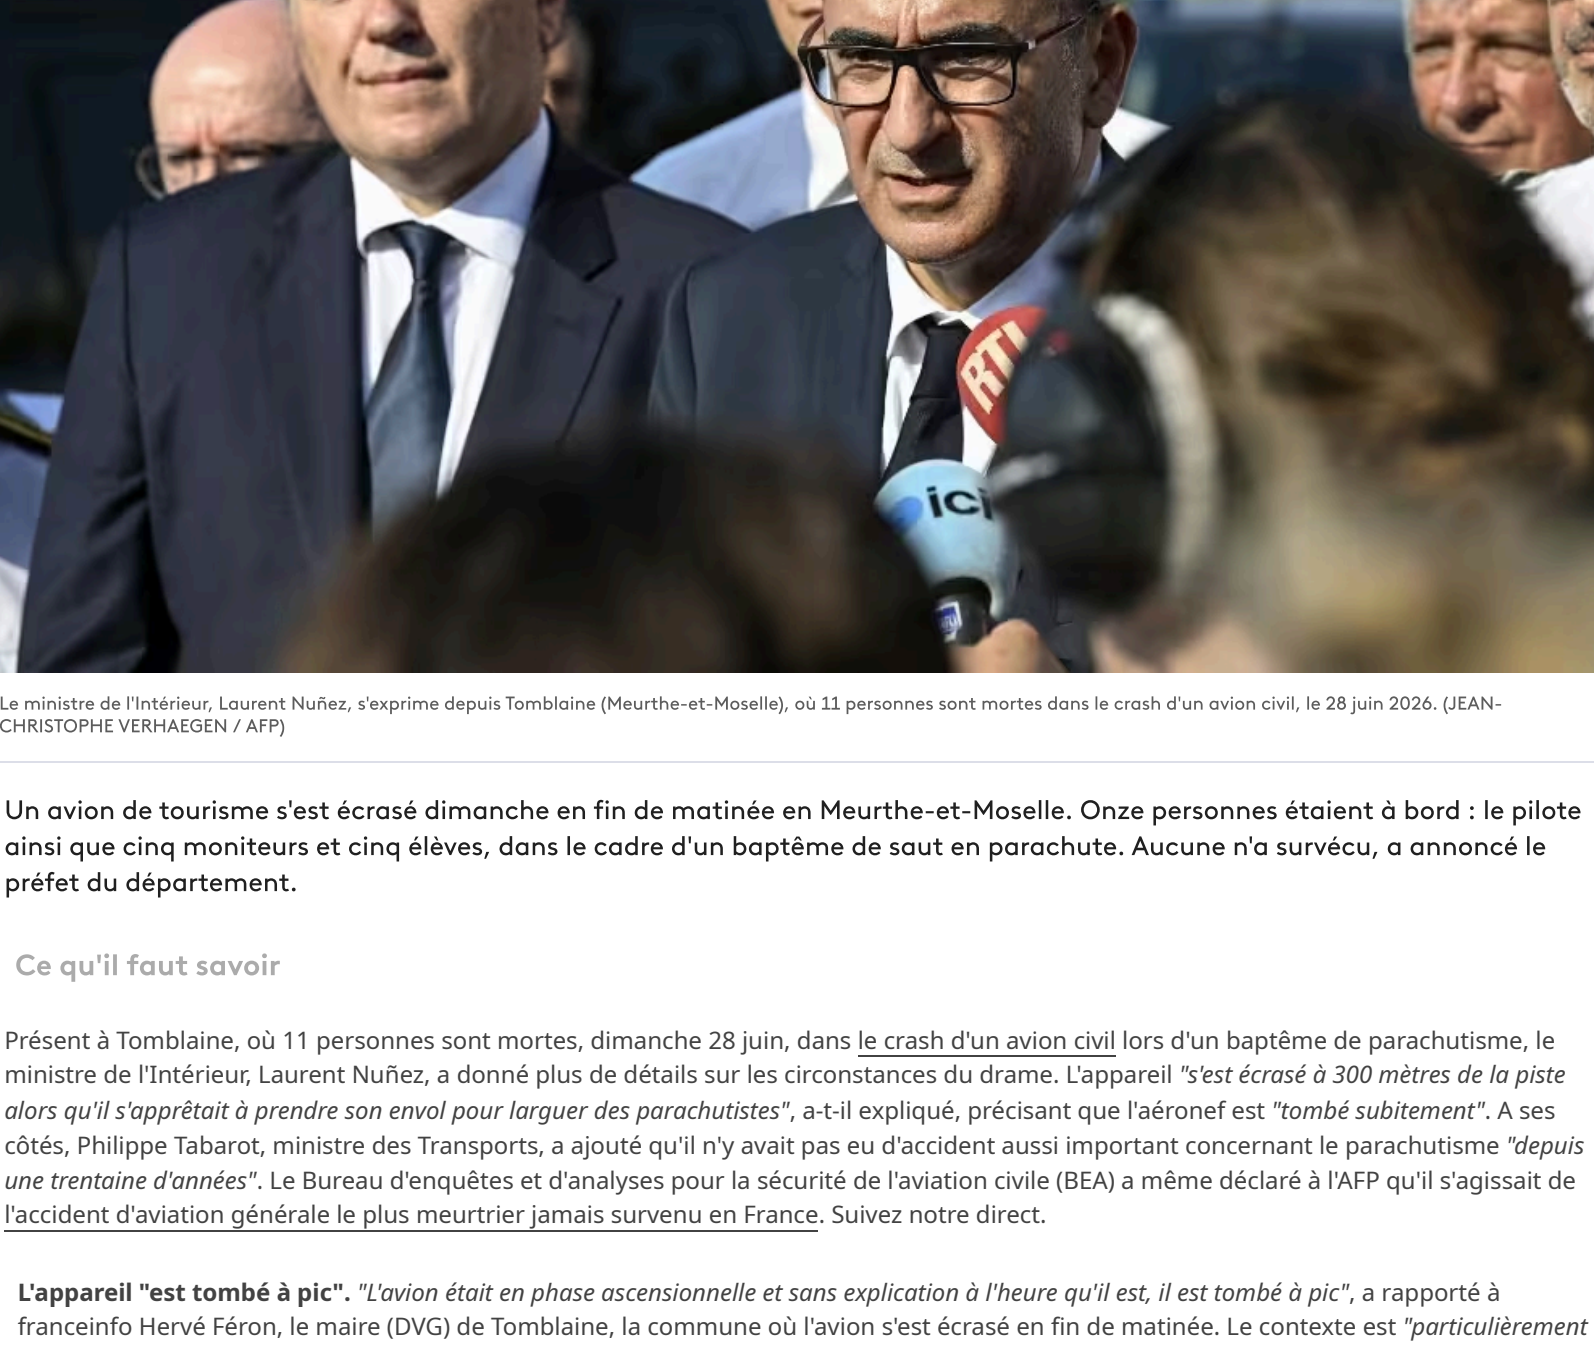 RTL
ici
Le ministre de l'Intérieur, Laurent Nuñez, s'exprime depuis Tomblaine (Meurthe-et-Moselle), où 11 personnes sont mortes dans le crash d'un avion civil, le 28 juin 2026. (JEAN-
CHRISTOPHE VERHAEGEN / AFP)
Un avion de tourisme s'est écrasé dimanche en fin de matinée en Meurthe-et-Moselle. Onze personnes étaient à bord : le pilote
ainsi que cinq moniteurs et cinq élèves, dans le cadre d'un baptême de saut en parachute. Aucune n'a survécu, a annoncé le
préfet du département.
Ce qu'il faut savoir
Présent à Tomblaine, où 11 personnes sont mortes, dimanche 28 juin, dans le crash d'un avion civil lors d'un baptême de parachutisme, le
ministre de l'Intérieur, Laurent Nuñez, a donné plus de détails sur les circonstances du drame. L'appareil "s'est écrasé à 300 mètres de la piste
alors qu'il s'apprêtait à prendre son envol pour larguer des parachutistes", a-t-il expliqué, précisant que l'aéronef est "tombé subitement". A ses
côtés, Philippe Tabarot, ministre des Transports, a ajouté qu'il n'y avait pas eu d'accident aussi important concernant le parachutisme "depuis
une trentaine d'années". Le Bureau d'enquêtes et d'analyses pour la sécurité de l'aviation civile (BEA) a même déclaré à l'AFP qu'il s'agissait de
l'accident d'aviation générale le plus meurtrier jamais survenu en France. Suivez notre direct.
L'appareil "est tombé à pic". "L'avion était en phase ascensionnelle et sans explication à l'heure qu'il est, il est tombé à pic", a rapporté à
franceinfo Hervé Féron, le maire (DVG) de Tomblaine, la commune où l'avion s'est écrasé en fin de matinée. Le contexte est "particulièrement